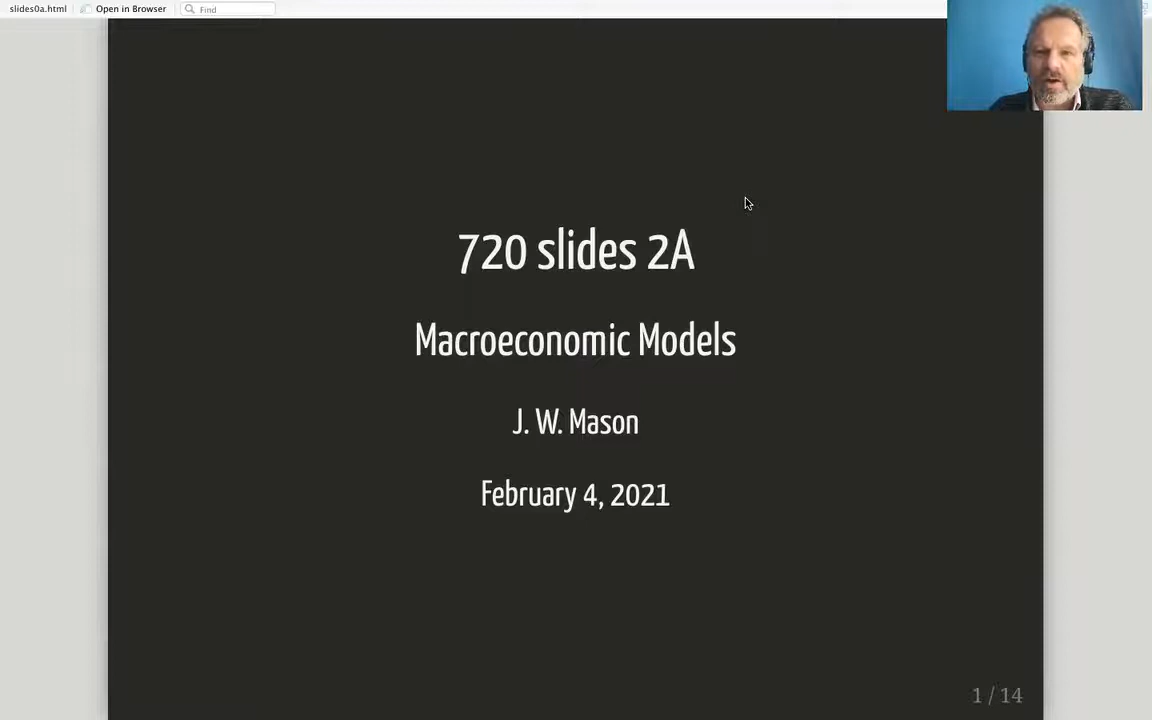 slides0a.html Open in Browser Find
720 slides 2A
Macroeconomic Models
J. W. Mason
February 4, 2021
1 / 14